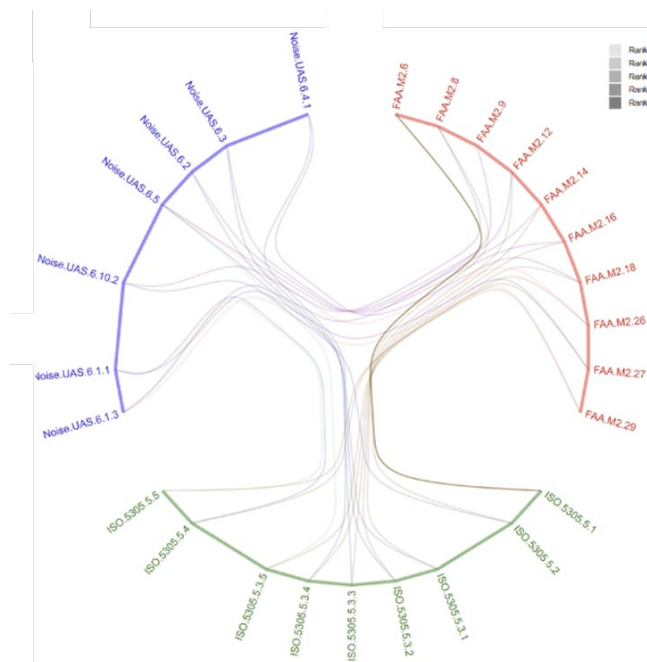 Noise.UAS.6.4.1
Noise.UAS.6.3
Noise.UAS.6.2
Noise.UAS.6.5
Noise.UAS.6.10.2
Noise.UAS.6.1.1
Noise.UAS.6.1.3
FAA.M2.6
FAA.M2.8
FAA.M2.9
FAA.M2.12
FAA.M2.14
FAA.M2.16
FAA.M2.18
FAA.M2.26
FAA.M2.27
FAA.M2.29
Rank
Rank
Rank
Rank
Rank
ISO.5305.5.5
ISO.5305.5.4
ISO.5305.5.3.5
ISO.5305.5.3.4
ISO.5305.5.3.3
ISO.5305.5.3.2
ISO.5305.5.3.1
ISO.5305.5.2
ISO.5305.5.1